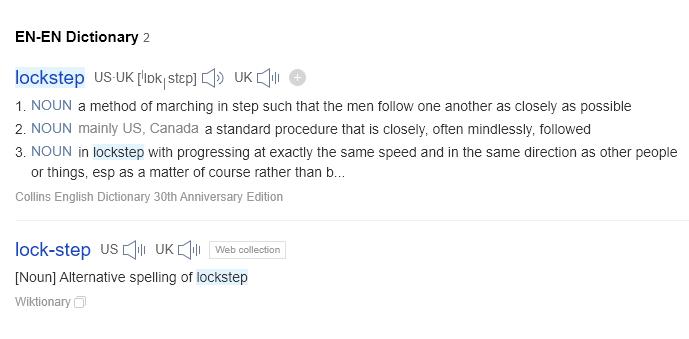 EN-EN Dictionary 2
lockstep US·UK [ˈlɒkˌstɛp] UK
1. NOUN a method of marching in step such that the men follow one another as closely as possible
2. NOUN mainly US, Canada a standard procedure that is closely, often mindlessly, followed
3. NOUN in lockstep with progressing at exactly the same speed and in the same direction as other people
or things, esp as a matter of course rather than b...
Collins English Dictionary 30th Anniversary Edition
lock-step US UK Web collection
[Noun] Alternative spelling of lockstep
Wiktionary